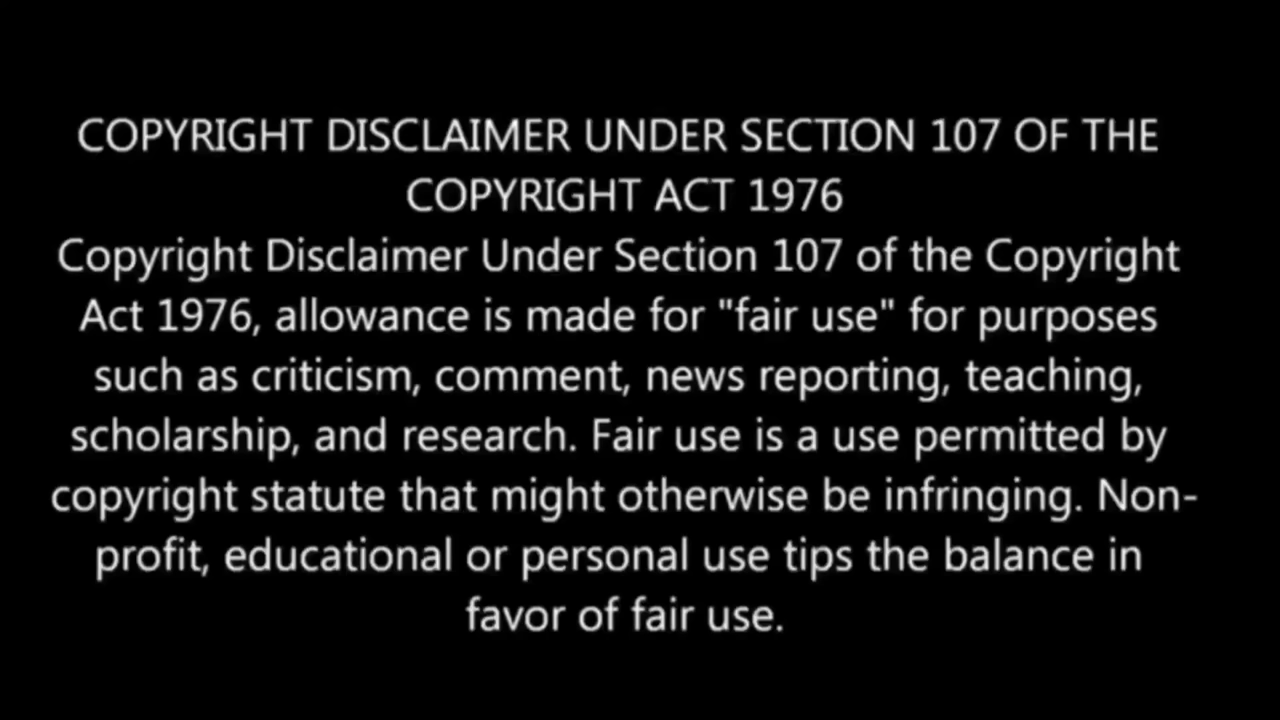 COPYRIGHT DISCLAIMER UNDER SECTION 107 OF THE
COPYRIGHT ACT 1976
Copyright Disclaimer Under Section 107 of the Copyright
Act 1976, allowance is made for "fair use" for purposes
such as criticism, comment, news reporting, teaching,
scholarship, and research. Fair use is a use permitted by
copyright statute that might otherwise be infringing. Non-
profit, educational or personal use tips the balance in
favor of fair use.